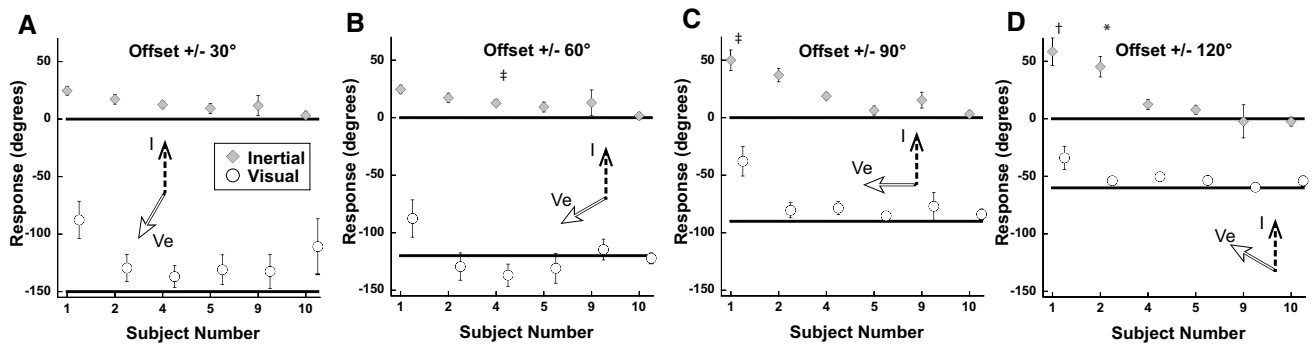 A
Offset +/- 30°
Response (degrees)
50
0
-50
-100
-150
I
Ve
Inertial
Visual
1 2 4 5 9 10
Subject Number
B
Offset +/- 60°
Response (degrees)
50
0
-50
-100
-150
‡
I
Ve
1 2 4 5 9 10
Subject Number
C
Offset +/- 90°
Response (degrees)
50
0
-50
-100
-150
‡
I
Ve
1 2 4 5 9 10
Subject Number
D
Offset +/- 120°
Response (degrees)
50
0
-50
-100
-150
†
*
I
Ve
1 2 4 5 9 10
Subject Number